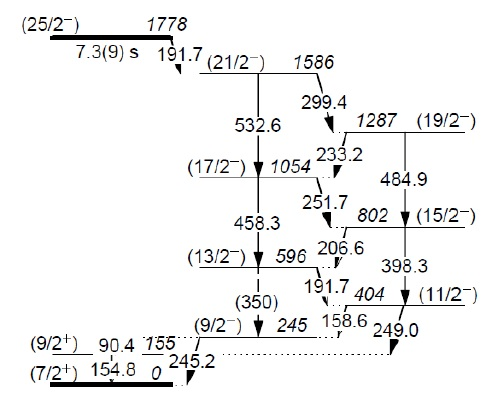 (25/2⁻) 1778
7.3(9) s 191.7 (21/2⁻) 1586
299.4
532.6 1287 (19/2⁻)
233.2
(17/2⁻) 1054
484.9
251.7
458.3 802 (15/2⁻)
206.6
(13/2⁻) 596
398.3
191.7 404 (11/2⁻)
(350)
158.6
(9/2⁻) 245 249.0
(9/2⁺) 90.4 155
245.2
(7/2⁺) 154.8 0